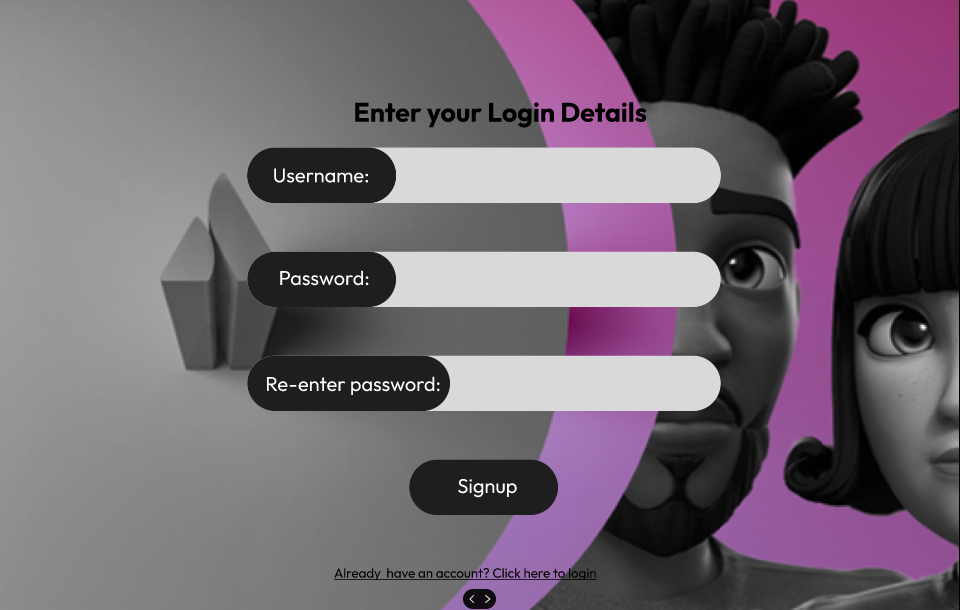 Enter your Login Details
Username:
Password:
Re-enter password:
Signup
Already  have an account? Click here to login